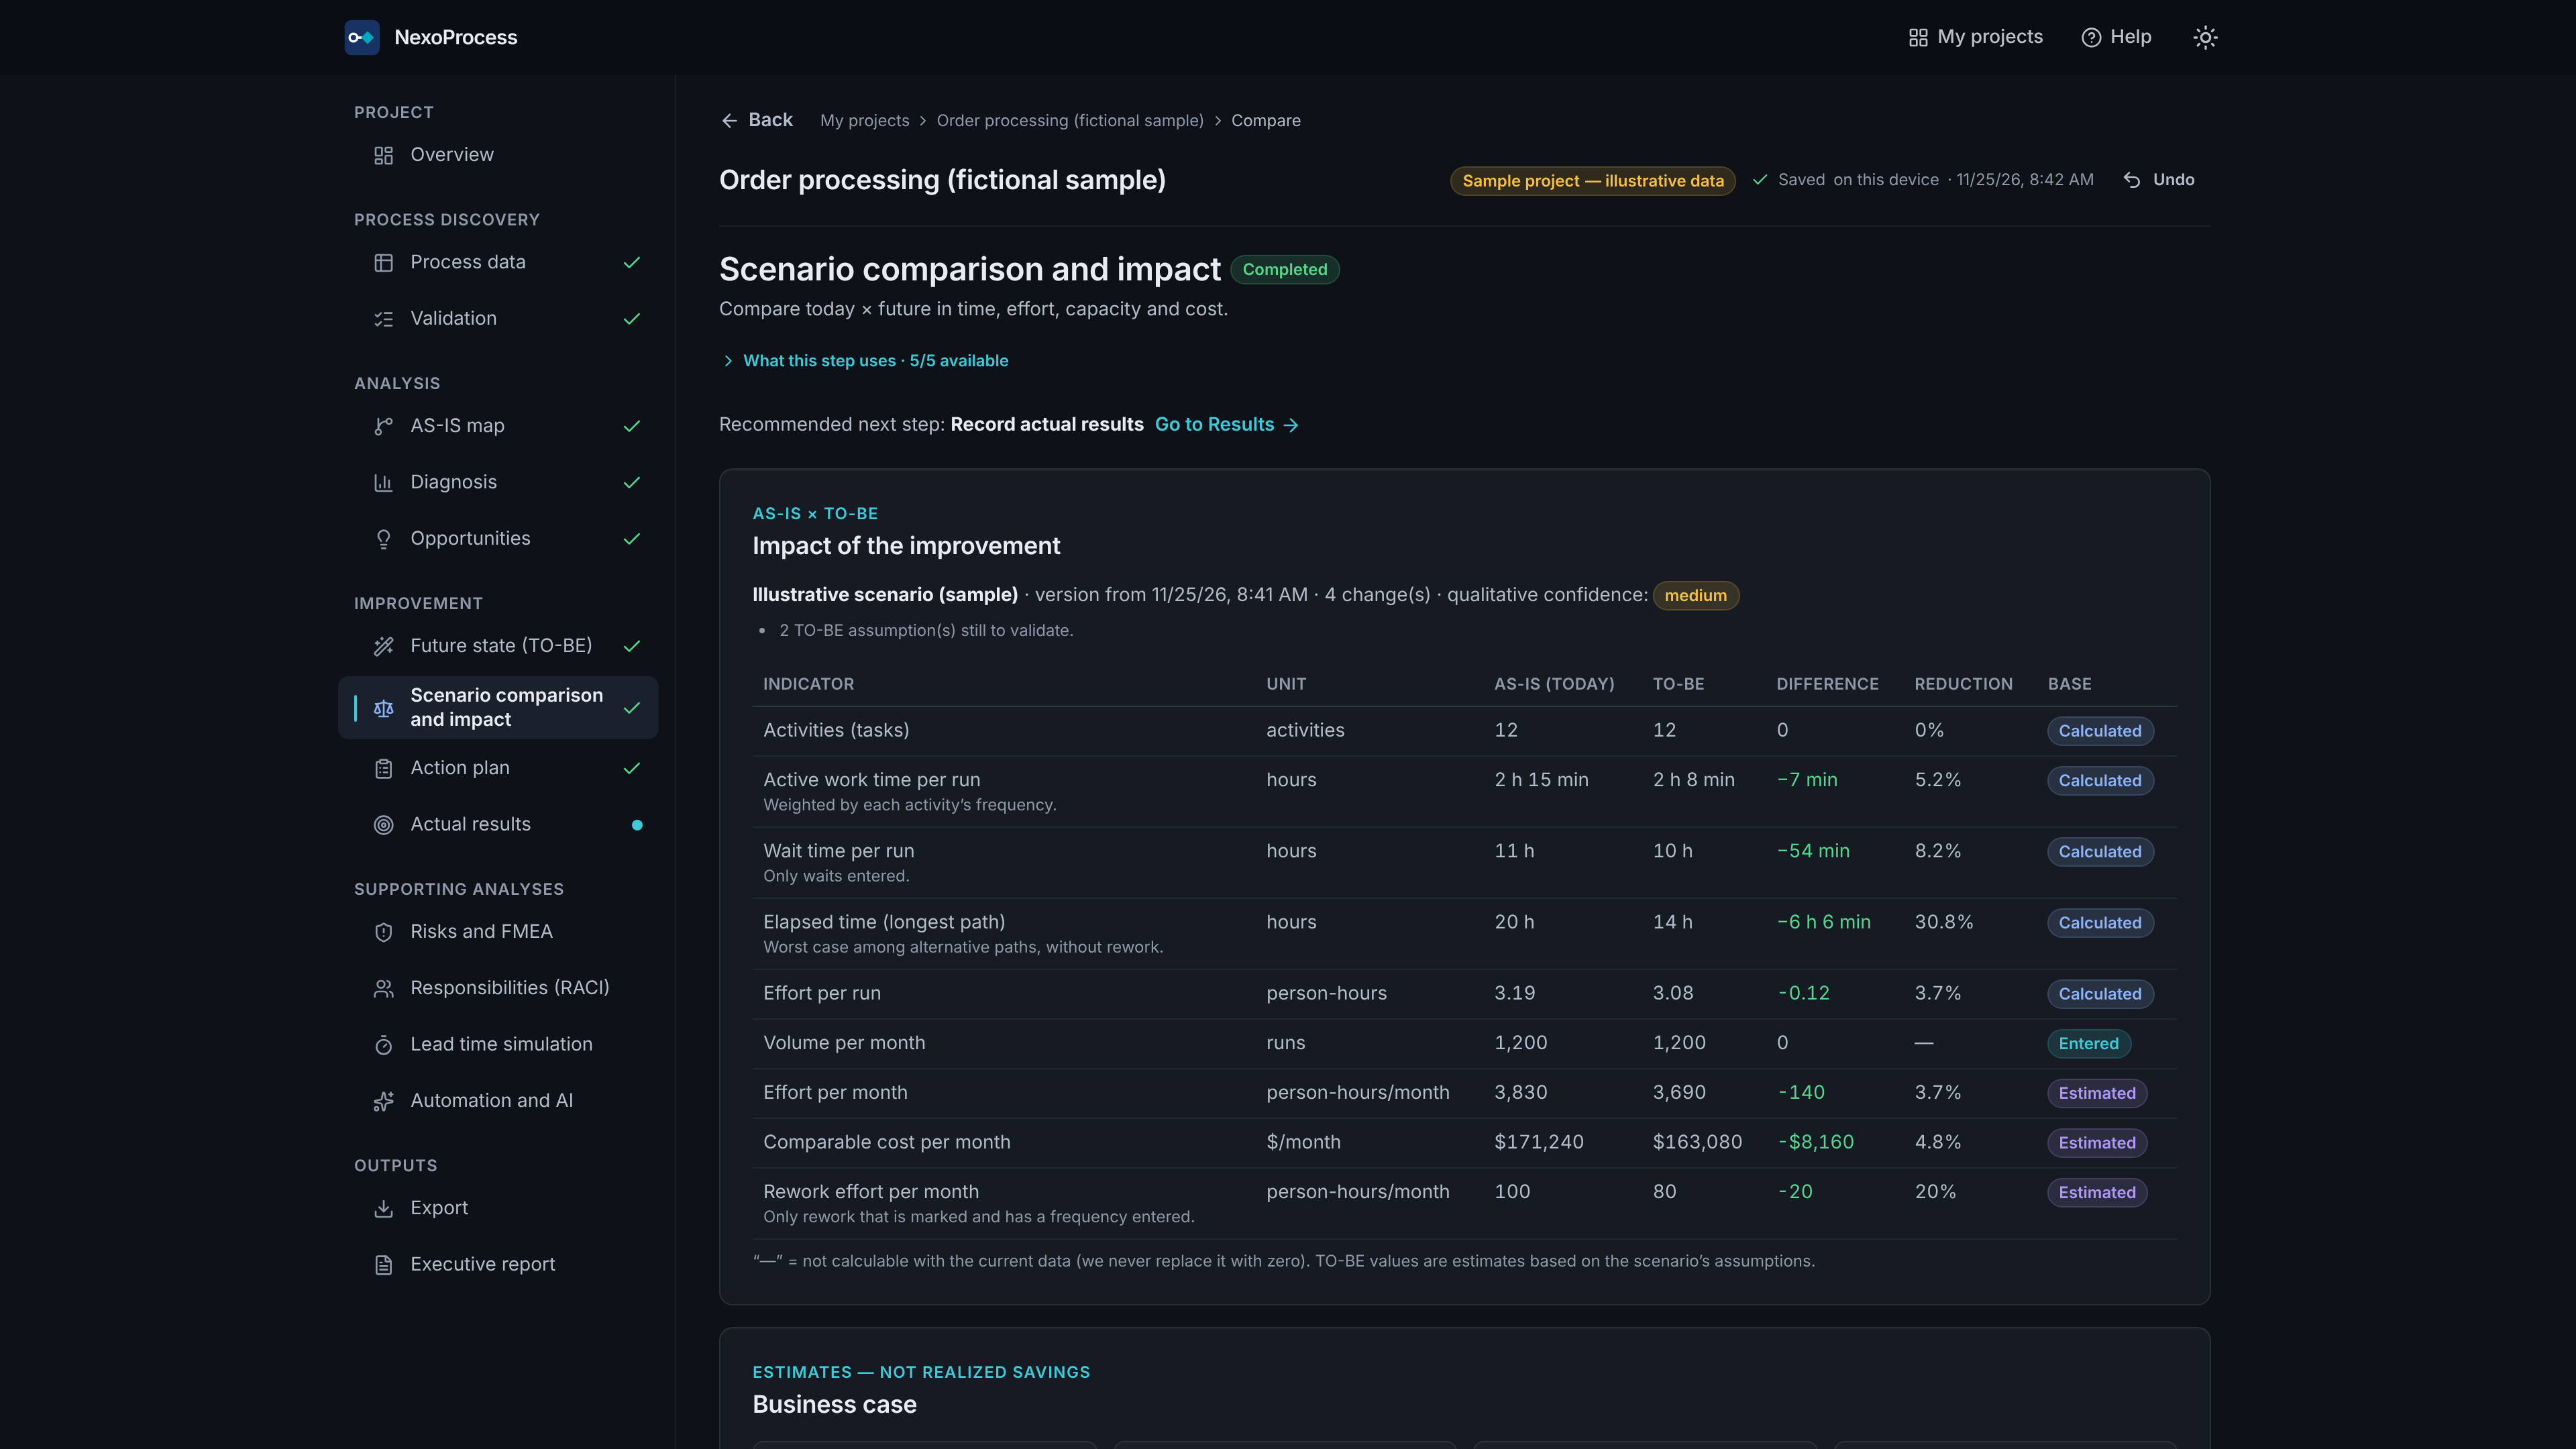 NexoProcess
My projects
Help
PROJECT
Overview
PROCESS DISCOVERY
Process data
Validation
ANALYSIS
AS-IS map
Diagnosis
Opportunities
IMPROVEMENT
Future state (TO-BE)
Scenario comparison
and impact
Action plan
Actual results
SUPPORTING ANALYSES
Risks and FMEA
Responsibilities (RACI)
Lead time simulation
Automation and AI
OUTPUTS
Export
Executive report
Back My projects > Order processing (fictional sample) > Compare
Order processing (fictional sample) Sample project — illustrative data Saved on this device · 11/25/26, 8:42 AM Undo
Scenario comparison and impact Completed
Compare today × future in time, effort, capacity and cost.
What this step uses · 5/5 available
Recommended next step: Record actual results Go to Results →
AS-IS × TO-BE
Impact of the improvement
Illustrative scenario (sample) · version from 11/25/26, 8:41 AM · 4 change(s) · qualitative confidence: medium
• 2 TO-BE assumption(s) still to validate.
INDICATOR UNIT AS-IS (TODAY) TO-BE DIFFERENCE REDUCTION BASE
Activities (tasks) activities 12 12 0 0% Calculated
Active work time per run hours 2 h 15 min 2 h 8 min −7 min 5.2% Calculated
Weighted by each activity’s frequency.
Wait time per run hours 11 h 10 h −54 min 8.2% Calculated
Only waits entered.
Elapsed time (longest path) hours 20 h 14 h −6 h 6 min 30.8% Calculated
Worst case among alternative paths, without rework.
Effort per run person-hours 3.19 3.08 -0.12 3.7% Calculated
Volume per month runs 1,200 1,200 0 — Entered
Effort per month person-hours/month 3,830 3,690 -140 3.7% Estimated
Comparable cost per month $/month $171,240 $163,080 -$8,160 4.8% Estimated
Rework effort per month person-hours/month 100 80 -20 20% Estimated
Only rework that is marked and has a frequency entered.
“—” = not calculable with the current data (we never replace it with zero). TO-BE values are estimates based on the scenario’s assumptions.
ESTIMATES — NOT REALIZED SAVINGS
Business case